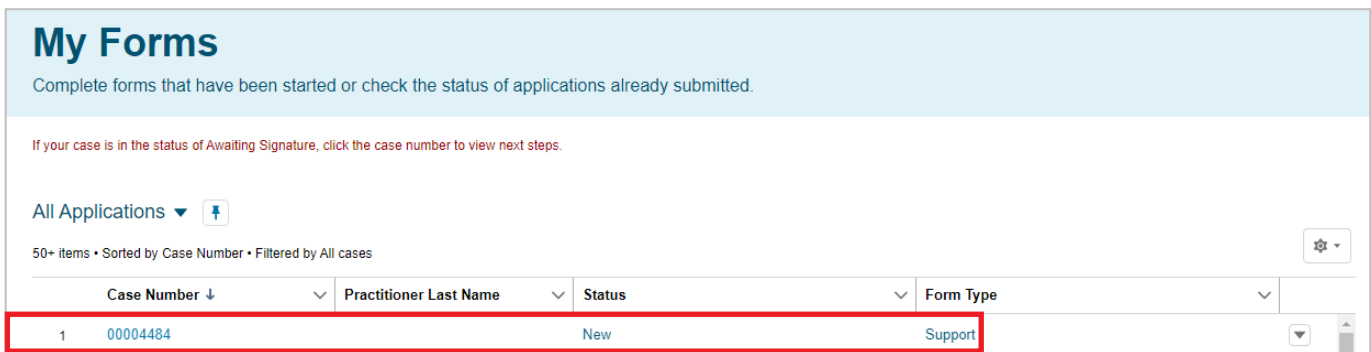 My Forms
Complete forms that have been started or check the status of applications already submitted.
If your case is in the status of Awaiting Signature, click the case number to view next steps.
All Applications
50+ items • Sorted by Case Number • Filtered by All cases
Case Number ↓ Practitioner Last Name Status Form Type
1 00004484 New Support